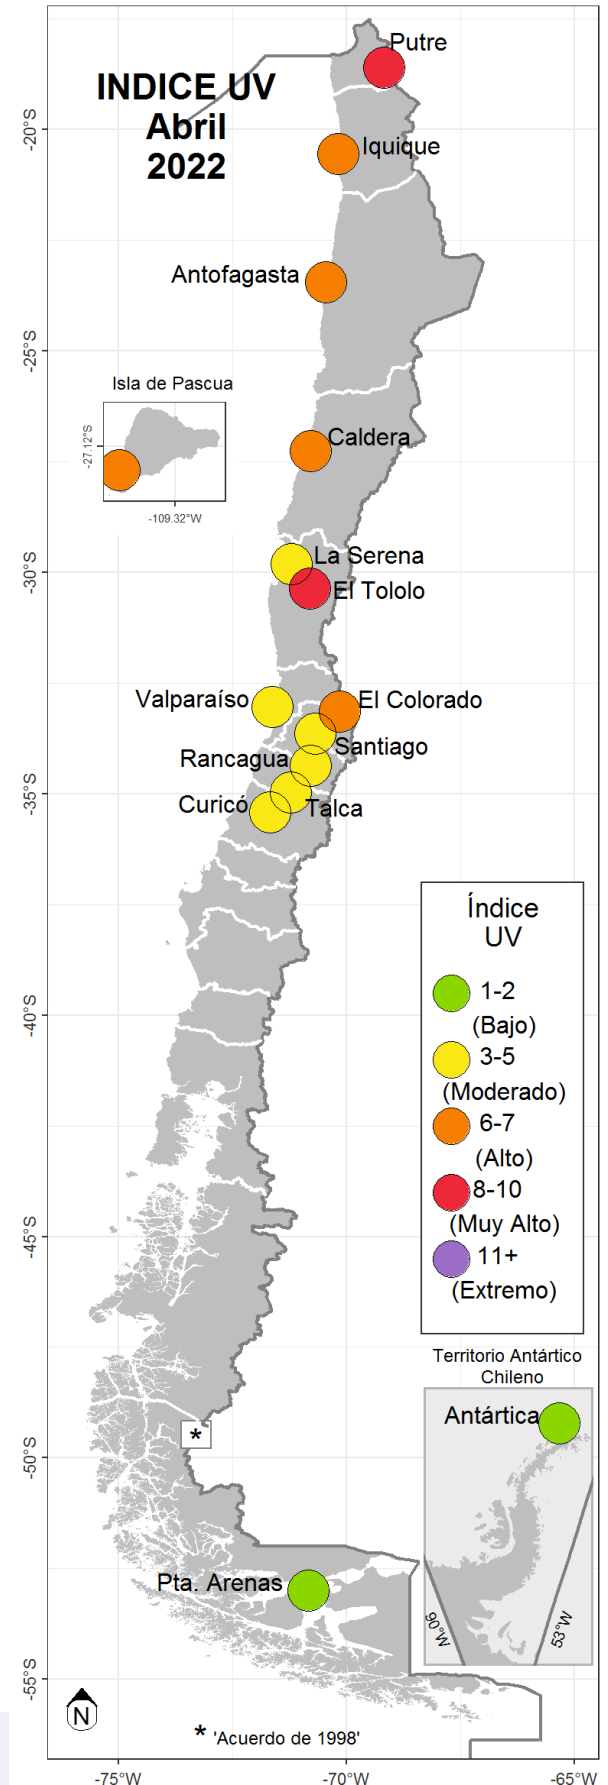 Putre
INDICE UV
Abril
2022
-20°S
Iquique
Antofagasta
-25°S
Isla de Pascua
-27.12°S
-109.32°W
Caldera
-30°S
La Serena
El Tololo
Valparaíso
El Colorado
Santiago
Rancagua
-35°S
Curicó
Talca
Índice
UV
1-2
(Bajo)
3-5
(Moderado)
6-7
(Alto)
8-10
(Muy Alto)
11+
(Extremo)
-40°S
-45°S
Territorio Antártico
Chileno
Antártica
90°W
53°W
*
-50°S
Pta. Arenas
-55°S
N
* 'Acuerdo de 1998'
-75°W
-70°W
-65°W